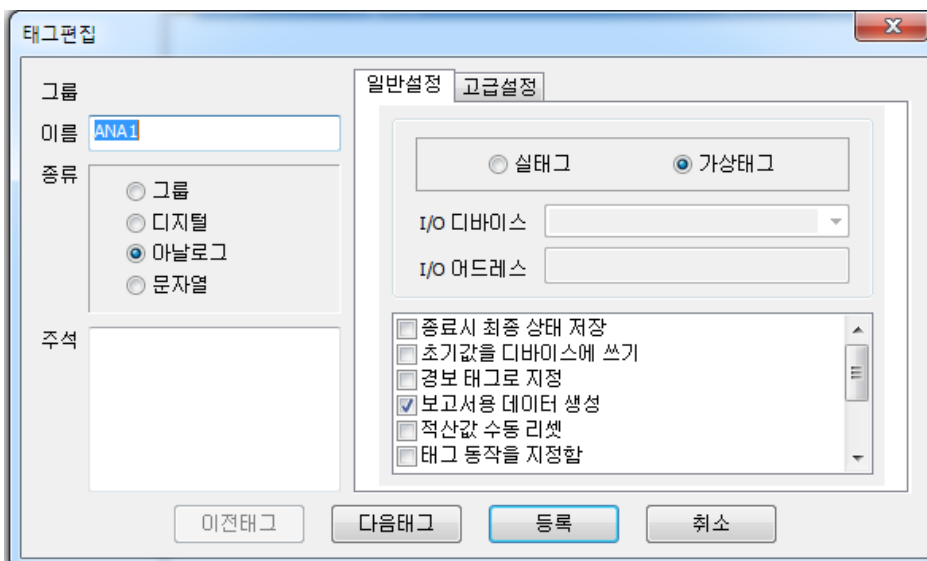 태그편집
그룹
이름 ANA1
종류
그룹
디지털
아날로그
문자열
주석
일반설정 고급설정
실태그 가상태그
I/O 디바이스
I/O 어드레스
종료시 최종 상태 저장
초기값을 디바이스에 쓰기
경보 태그로 지정
보고서용 데이터 생성
적산값 수동 리셋
태그 동작을 지정함
이전태그 다음태그 등록 취소